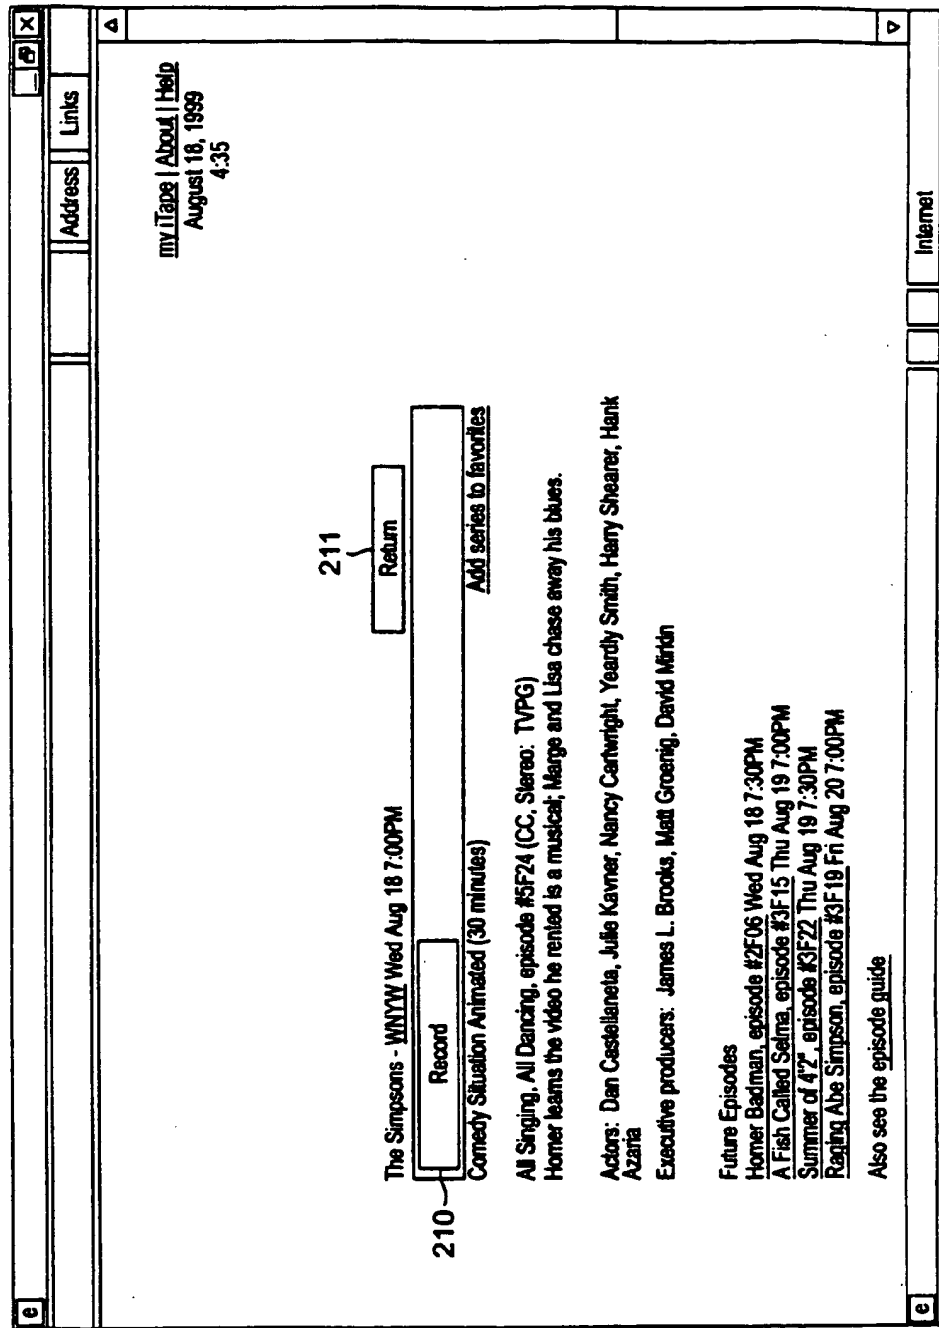 e
Address Links
my iTape | About | Help
August 18, 1999
4:35
211
The Simpsons - WNYW Wed Aug 18 7:00PM
Return
210
Record
Comedy Situation Animated (30 minutes)
Add series to favorites
All Singing, All Dancing, episode #5F24 (CC, Stereo: TVPG)
Homer learns the video he rented is a musical; Marge and Lisa chase away his blues.
Actors: Dan Castellaneta, Julie Kavner, Nancy Cartwright, Yeardly Smith, Harry Shearer, Hank
Azaria
Executive producers: James L. Brooks, Matt Groenig, David Mirkin
Future Episodes
Homer Badman, episode #2F06 Wed Aug 18 7:30PM
A Fish Called Selma, episode #3F15 Thu Aug 19 7:00PM
Summer of 4'2", episode #3F22 Thu Aug 19 7:30PM
Raging Abe Simpson, episode #3F19 Fri Aug 20 7:00PM
Also see the episode guide
e
Internet